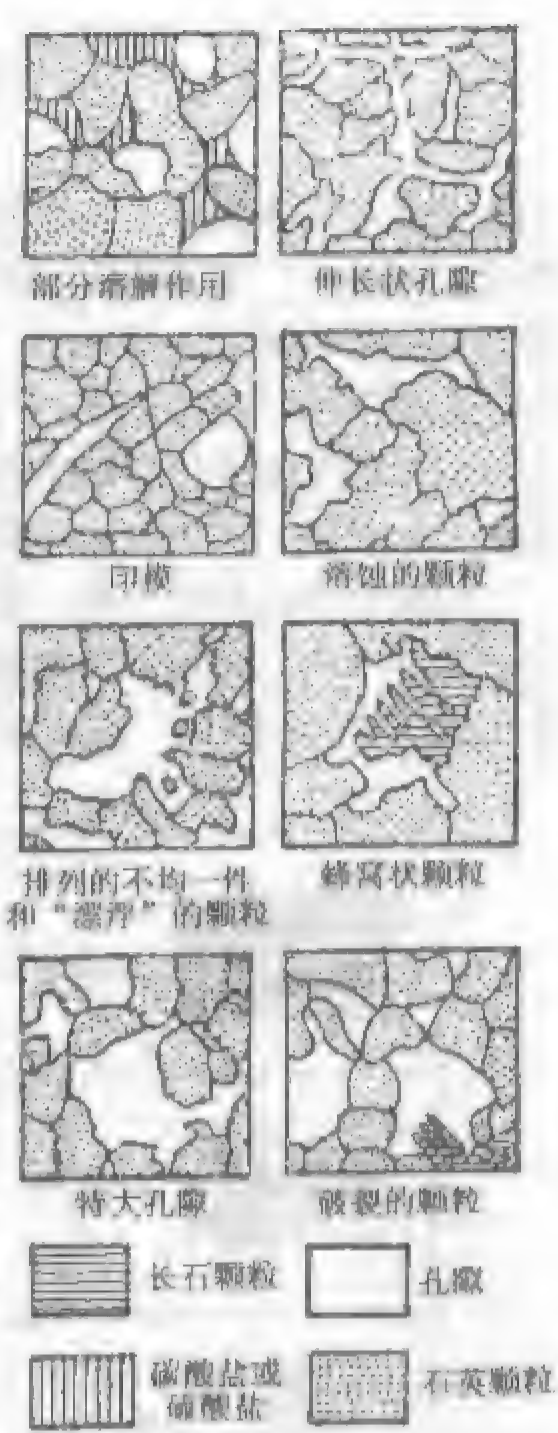 部分溶解作用
伸长状孔隙
印模
溶蚀的颗粒
排列的不均一性
和“漂浮”的颗粒
蜂窝状颗粒
特大孔隙
破裂的颗粒
长石颗粒
孔隙
碳酸盐或
硫酸盐
石英颗粒